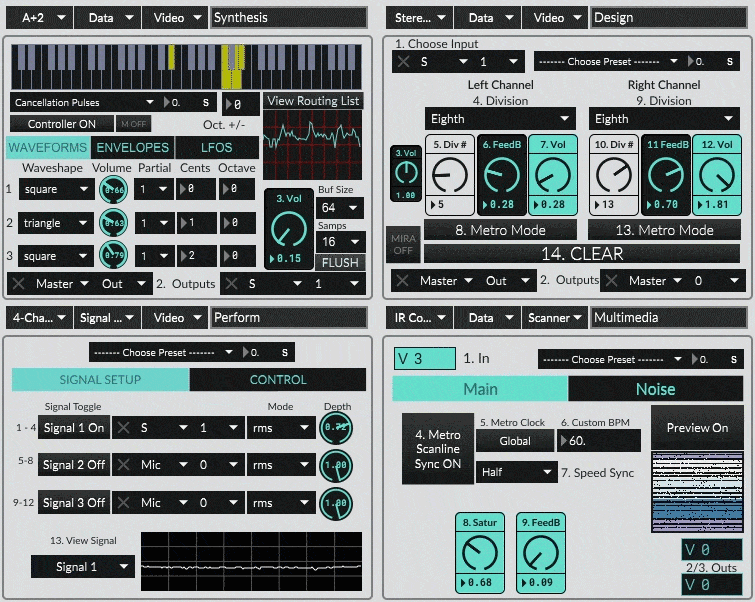 A+2 Data Video Synthesis
Cancellation Pulses 0. S 0
Controller ON M OFF Oct. +/-
View Routing List
WAVEFORMS ENVELOPES LFOS
Waveshape Volume Partial Cents Octave
1 square 0.66 1 0 0
2 triangle 0.63 1 1 0
3 square 0.79 1 2 0
3. Vol
0.15
Buf Size
64
Samps
16
FLUSH
Master Out 2. Outputs S 1
Stere... Data Video Design
1. Choose Input
S 1 ------- Choose Preset ------- 0. S
Left Channel Right Channel
4. Division 9. Division
Eighth Eighth
3. Vol
1.00
5. Div # 6. FeedB 7. Vol 10. Div # 11 FeedB 12. Vol
5 0.28 0.28 13 0.70 1.81
MIRA
OFF
8. Metro Mode 13. Metro Mode
14. CLEAR
Master Out 2. Outputs Master 0
4-Cha... Signal ... Video Perform
------- Choose Preset ------- 0. S
SIGNAL SETUP CONTROL
Signal Toggle Mode Depth
1 - 4 Signal 1 On S 1 rms 0.72
5-8 Signal 2 Off Mic 0 rms 1.00
9-12 Signal 3 Off Mic 0 rms 1.00
13. View Signal
Signal 1
IR Co... Data Scanner Multimedia
V 3 1. In ------- Choose Preset ------- 0. S
Main Noise
4. Metro
Scanline
Sync ON
5. Metro Clock 6. Custom BPM
Global 60.
Half 7. Speed Sync
Preview On
8. Satur 9. FeedB
0.68 0.09
V 0
2/3. Outs
V 0